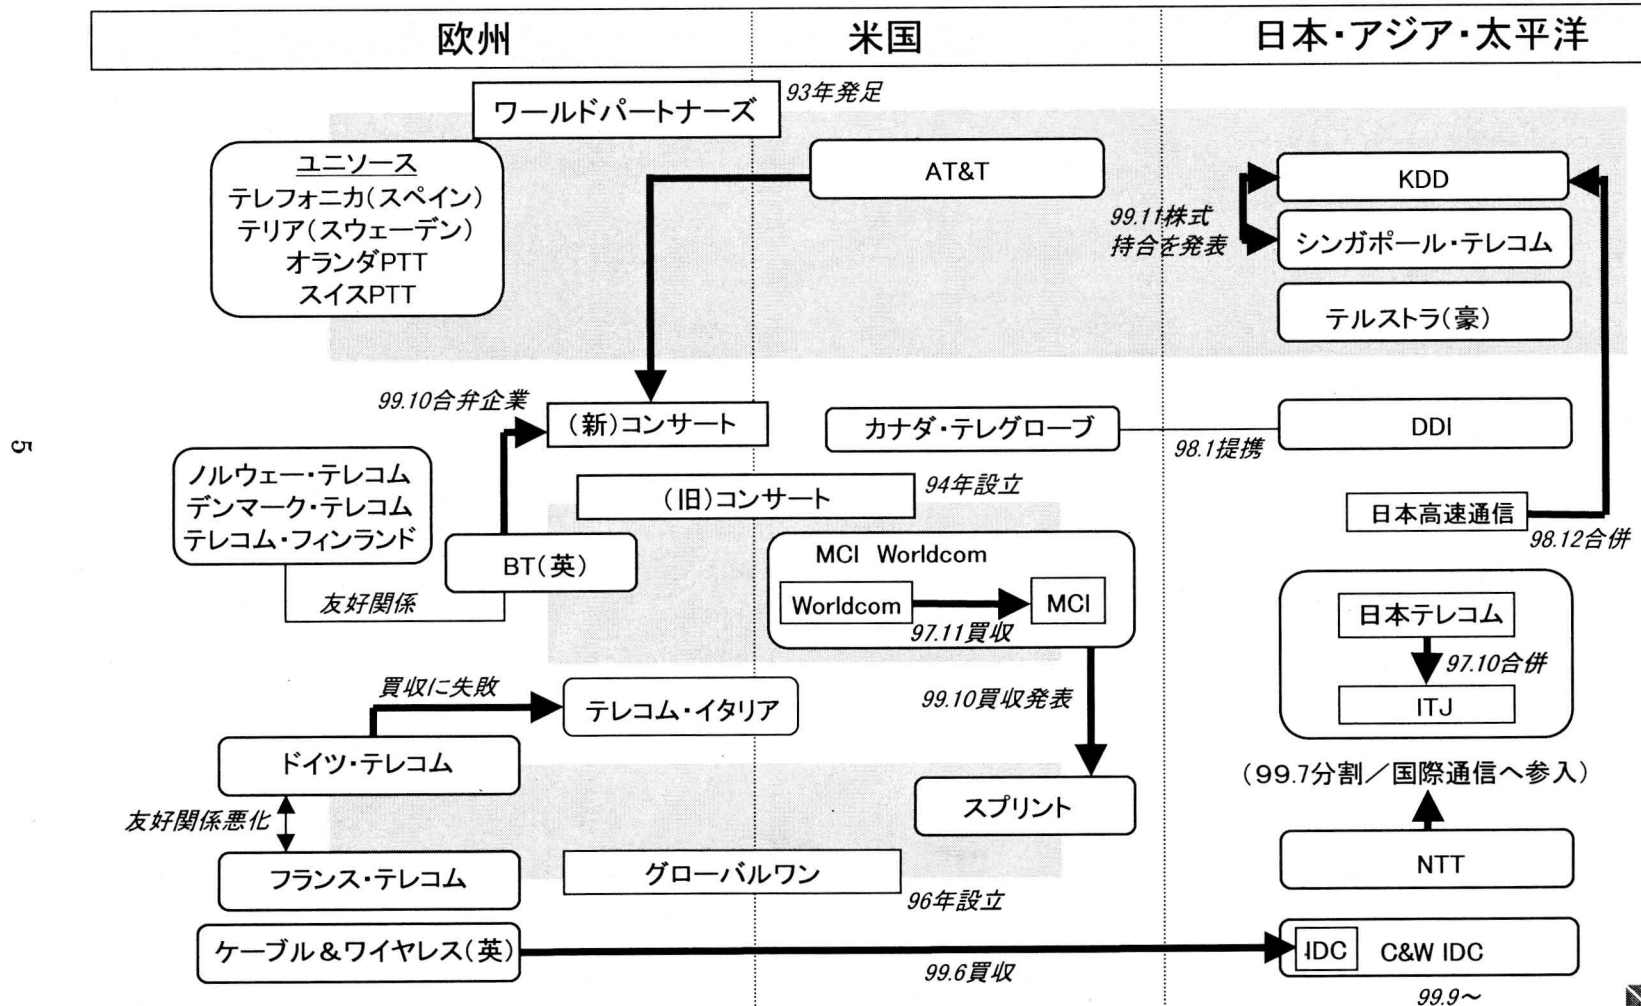 欧州 米国 日本・アジア・太平洋
ワールドパートナーズ
93年発足
ユニソース
テレフォニカ(スペイン)
テリア(スウェーデン)
オランダPTT
スイスPTT
AT&T
KDD
99.11株式
持合を発表
シンガポール・テレコム
テルストラ(豪)
99.10合弁企業
(新)コンサート
カナダ・テレグローブ
98.1提携
DDI
ノルウェー・テレコム
デンマーク・テレコム
テレコム・フィンランド
(旧)コンサート
94年設立
日本高速通信
98.12合併
BT(英)
友好関係
MCI Worldcom
Worldcom
MCI
97.11買収
日本テレコム
97.10合併
ITJ
買収に失敗
テレコム・イタリア
99.10買収発表
ドイツ・テレコム
(99.7分割／国際通信へ参入)
友好関係悪化
スプリント
フランス・テレコム
グローバルワン
96年設立
NTT
ケーブル&ワイヤレス(英)
99.6買収
IDC
C&W IDC
99.9～
5